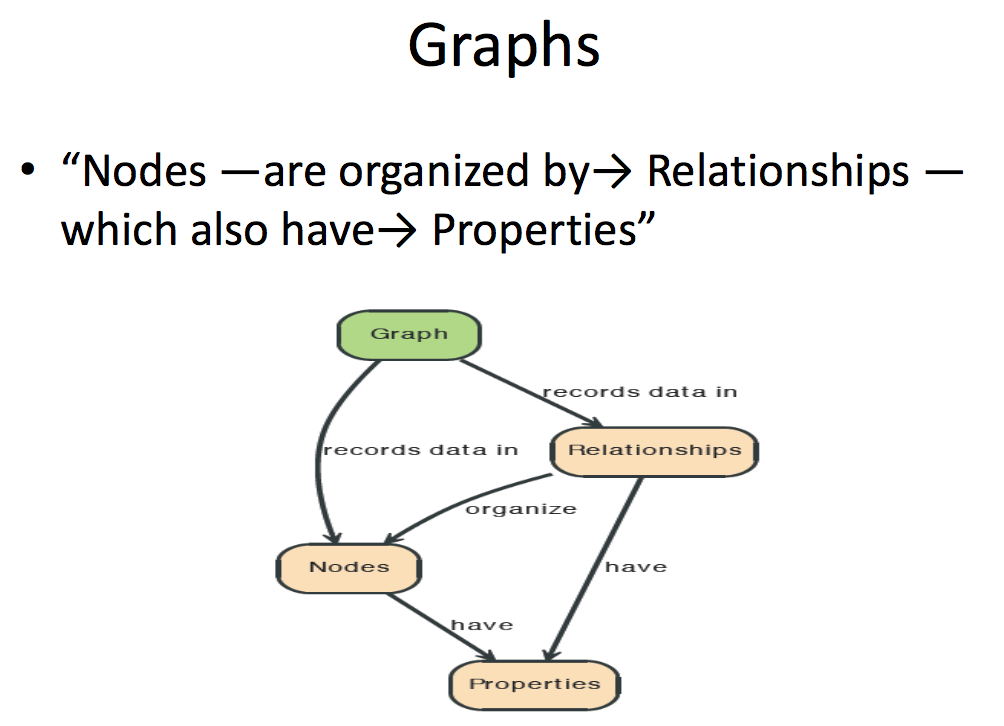 Graphs
• “Nodes —are organized by→ Relationships —
which also have→ Properties”
Graph
records data in
records data in
Relationships
organize
Nodes
have
have
Properties